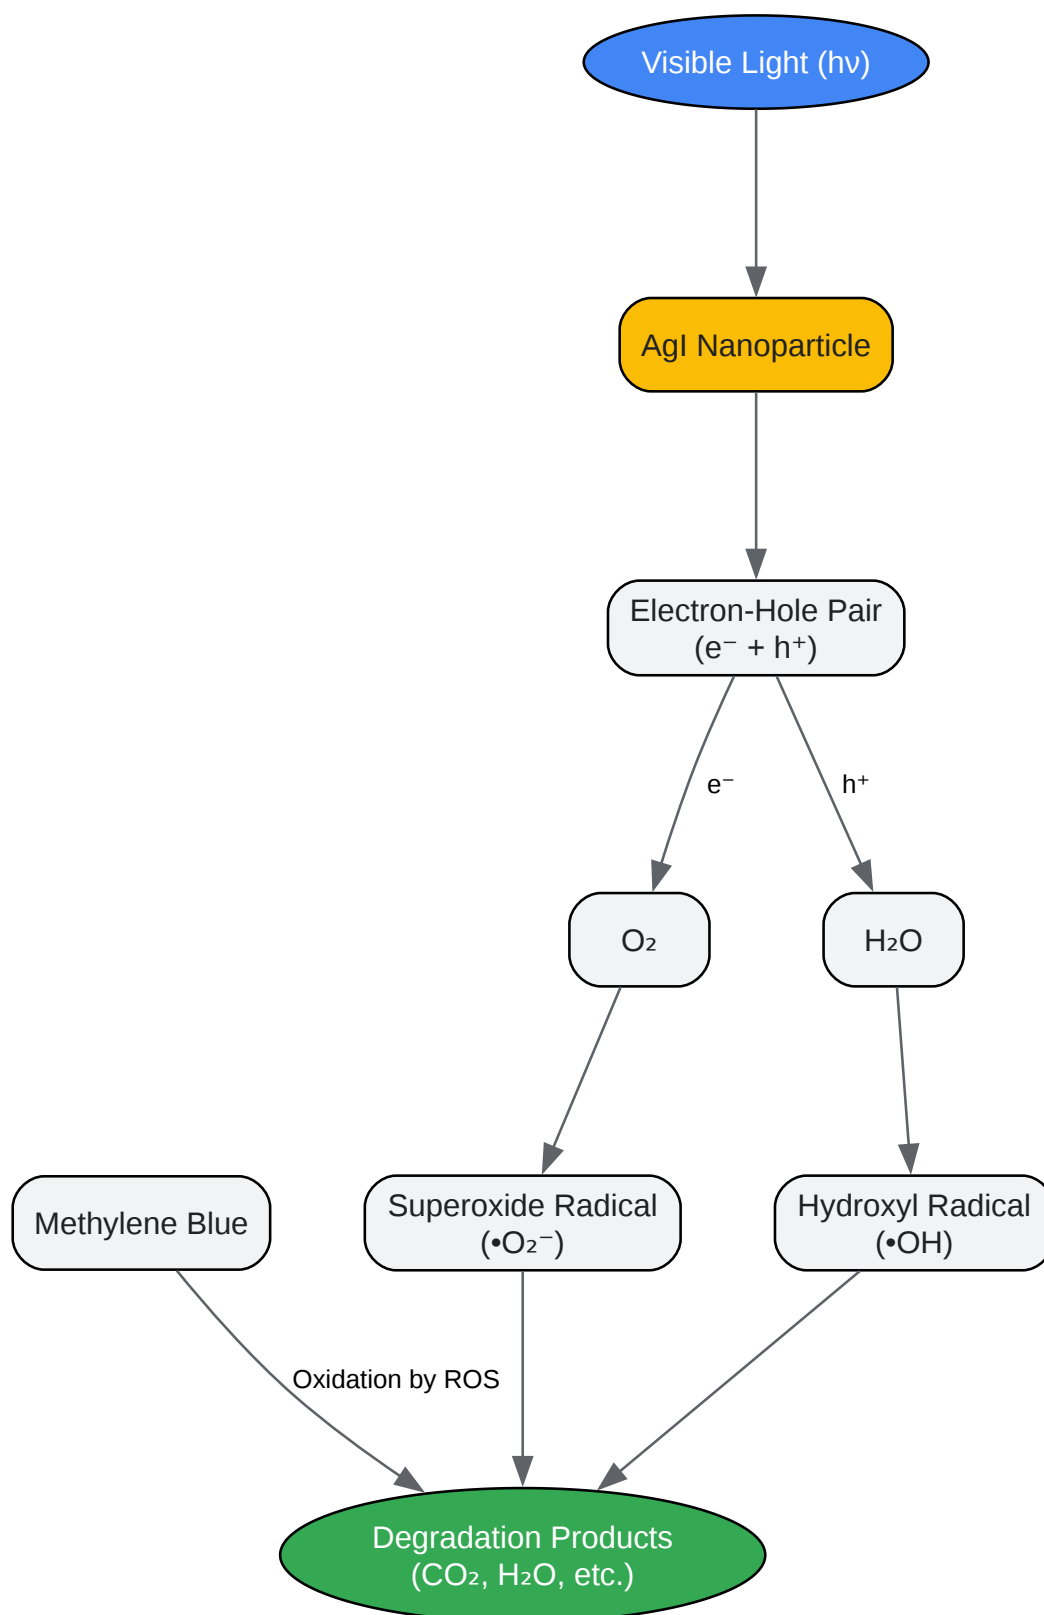 Visible Light (hν)
AgI Nanoparticle
Electron-Hole Pair
(e⁻ + h⁺)
e⁻
h⁺
O₂
H₂O
Methylene Blue
Superoxide Radical
(•O₂⁻)
Hydroxyl Radical
(•OH)
Oxidation by ROS
Degradation Products
(CO₂, H₂O, etc.)